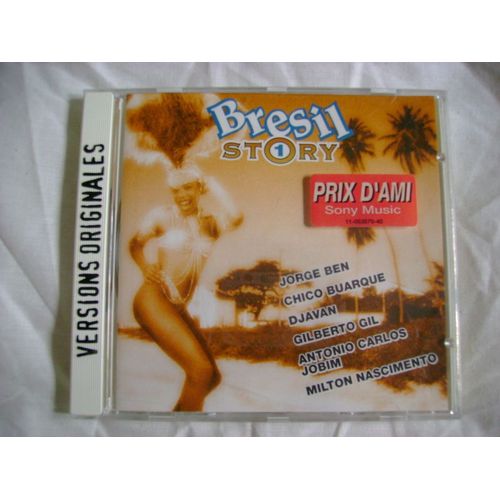 VERSIONS ORIGINALES
Bresil
STORY
1
PRIX D'AMI
Sony Music
JORGE BEN
CHICO BUARQUE
DJAVAN
GILBERTO GIL
ANTONIO CARLOS
JOBIM
MILTON NASCIMENTO